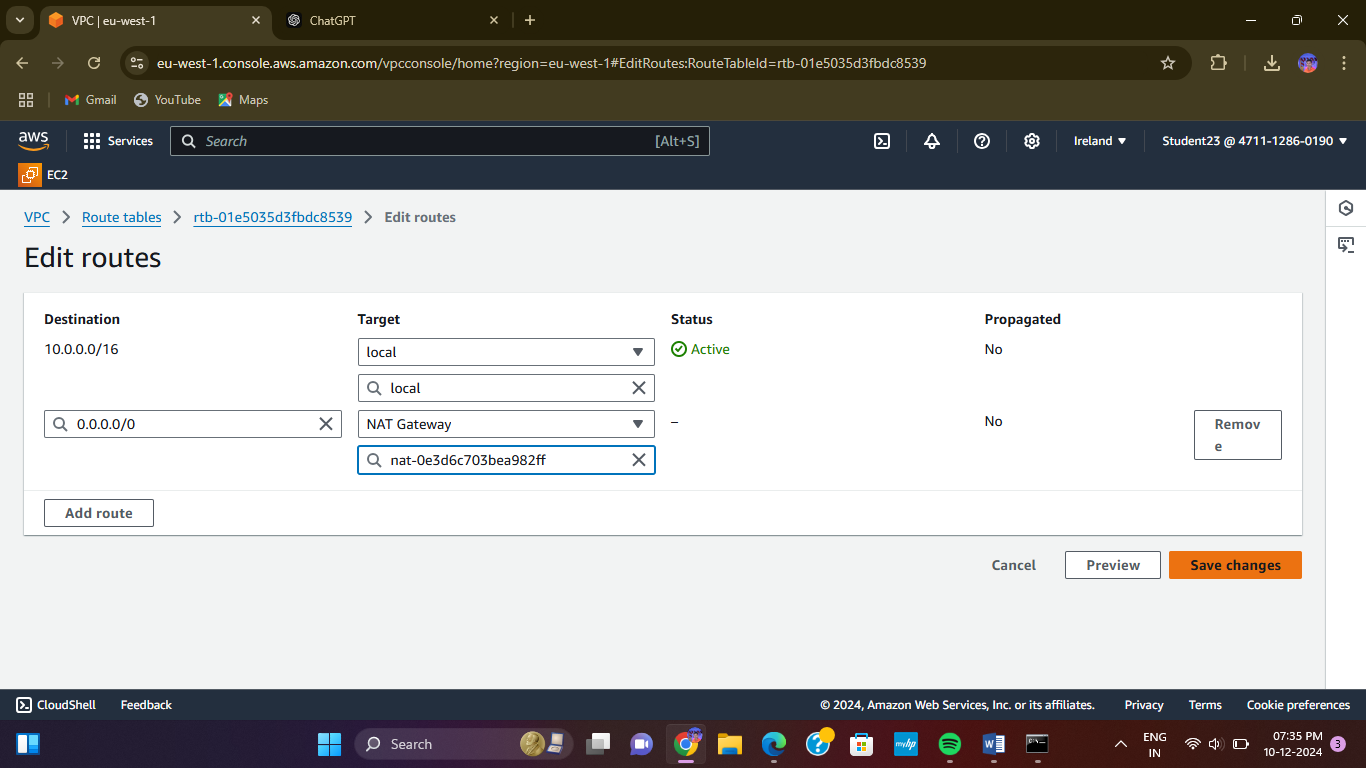 VPC | eu-west-1
ChatGPT
eu-west-1.console.aws.amazon.com/vpcconsole/home?region=eu-west-1#EditRoutes:RouteTableId=rtb-01e5035d3fbdc8539
Gmail YouTube Maps
aws Services Search [Alt+S] Ireland Student23 @ 4711-1286-0190
EC2
VPC Route tables rtb-01e5035d3fbdc8539 Edit routes
Edit routes
Destination Target Status Propagated
10.0.0.0/16 local Active No
local
0.0.0.0/0 NAT Gateway – No Remov
e
nat-0e3d6c703bea982ff
Add route
Cancel Preview Save changes
CloudShell Feedback © 2024, Amazon Web Services, Inc. or its affiliates. Privacy Terms Cookie preferences
Search myhp ENG
IN
07:35 PM
10-12-2024
3